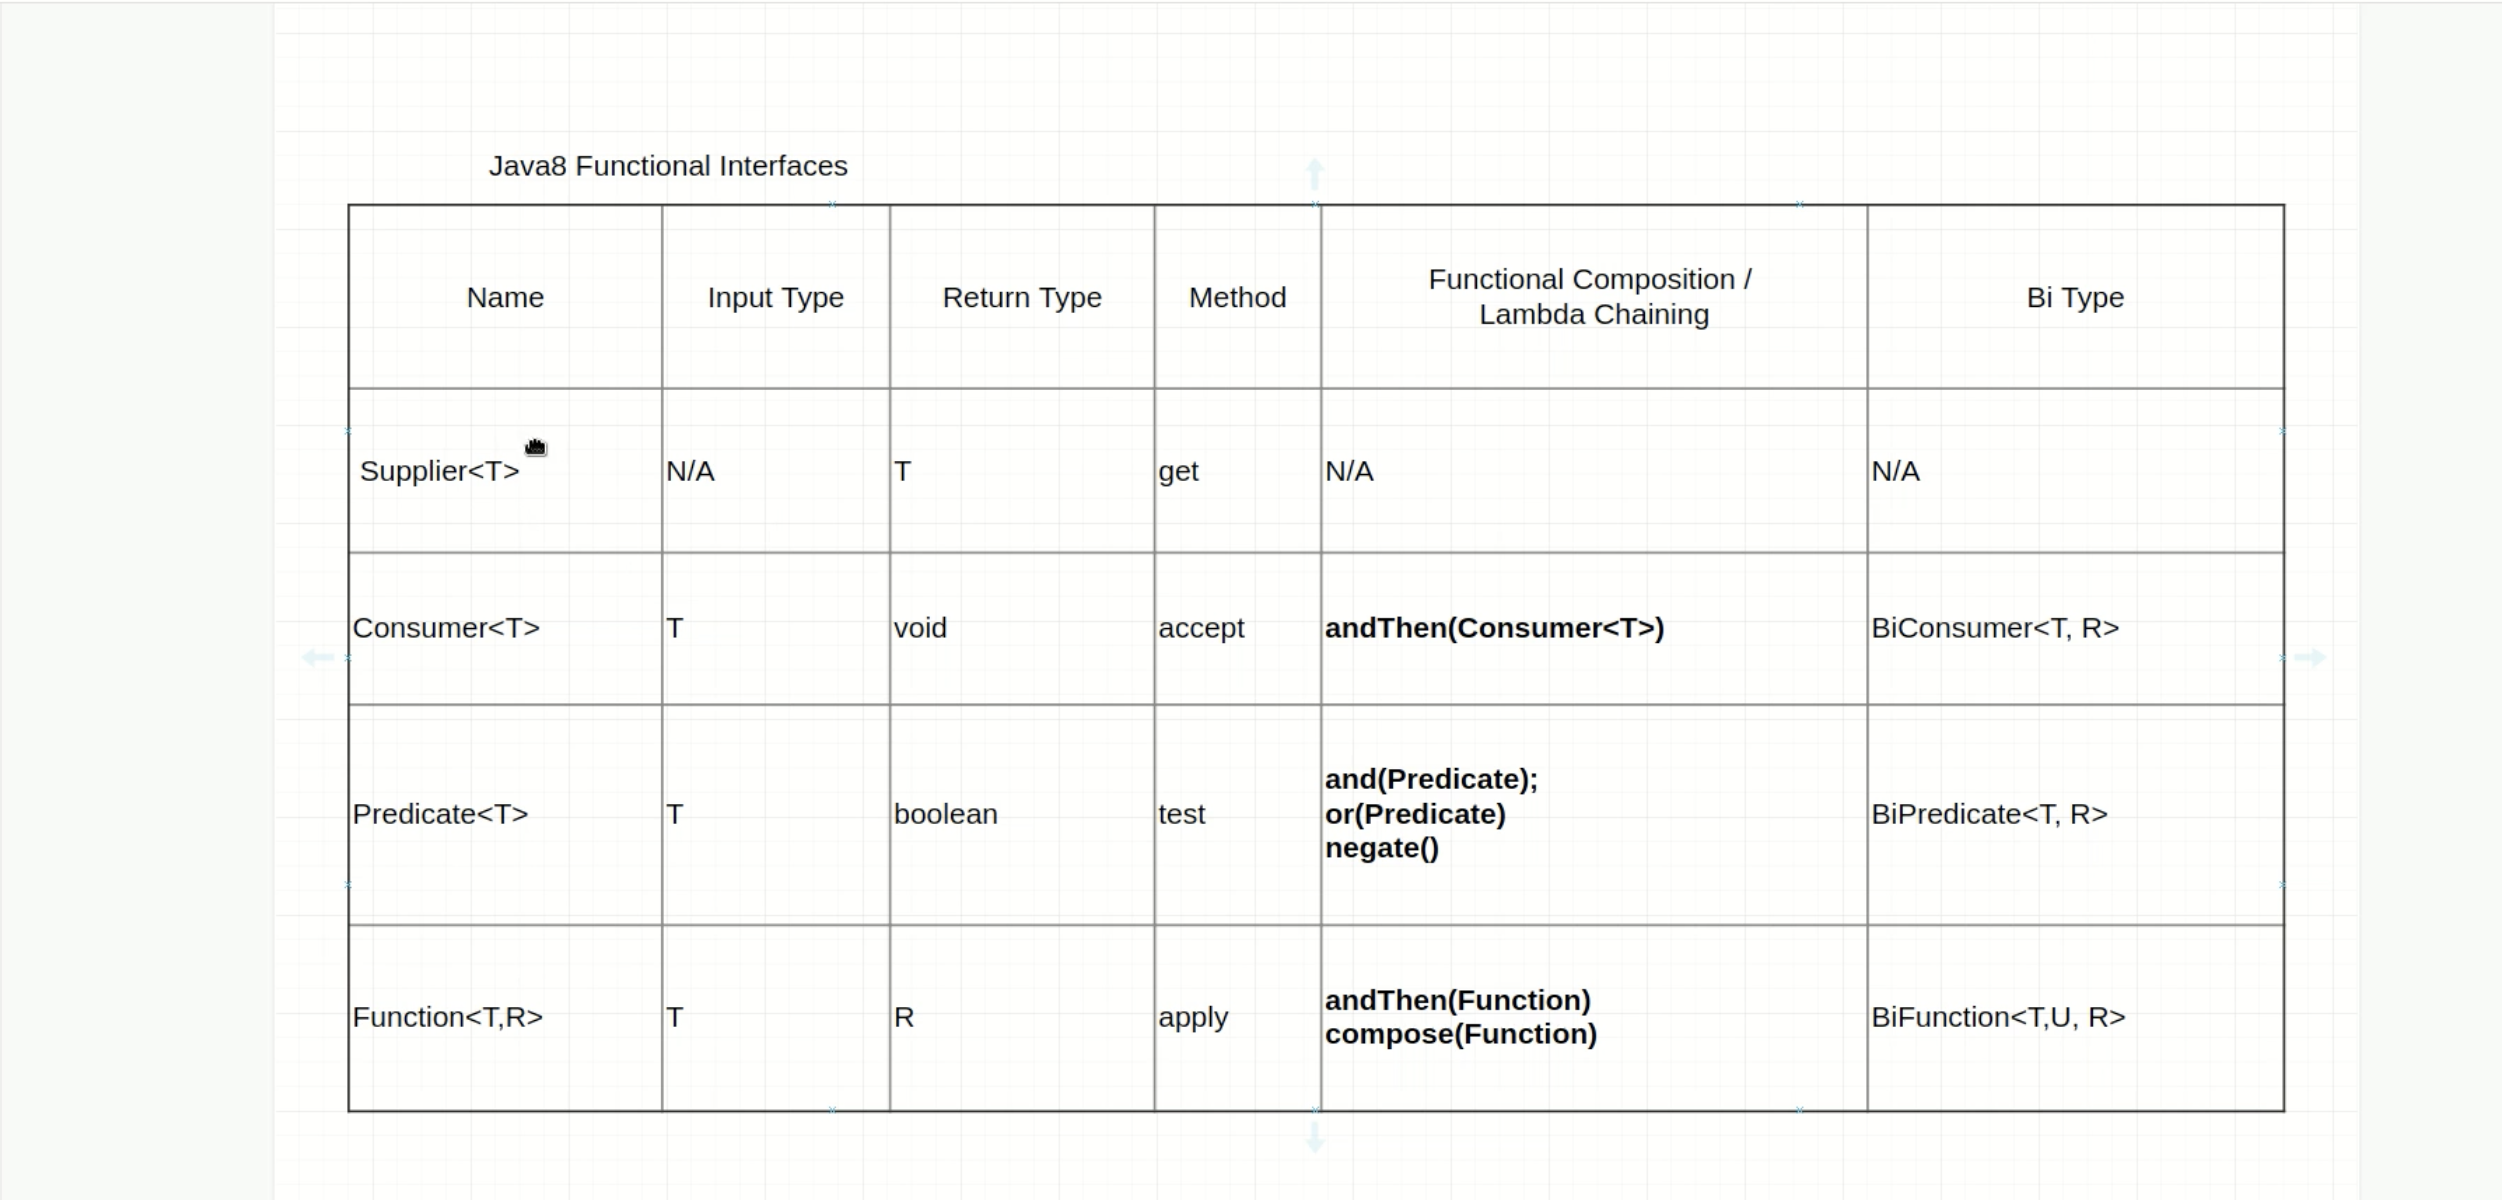 Java8 Functional Interfaces
Name
Input Type
Return Type
Method
Functional Composition /
Lambda Chaining
Bi Type
Supplier<T>
N/A
T
get
N/A
N/A
Consumer<T>
T
void
accept
andThen(Consumer<T>)
BiConsumer<T, R>
Predicate<T>
T
boolean
test
and(Predicate);
or(Predicate)
negate()
BiPredicate<T, R>
Function<T,R>
T
R
apply
andThen(Function)
compose(Function)
BiFunction<T,U, R>